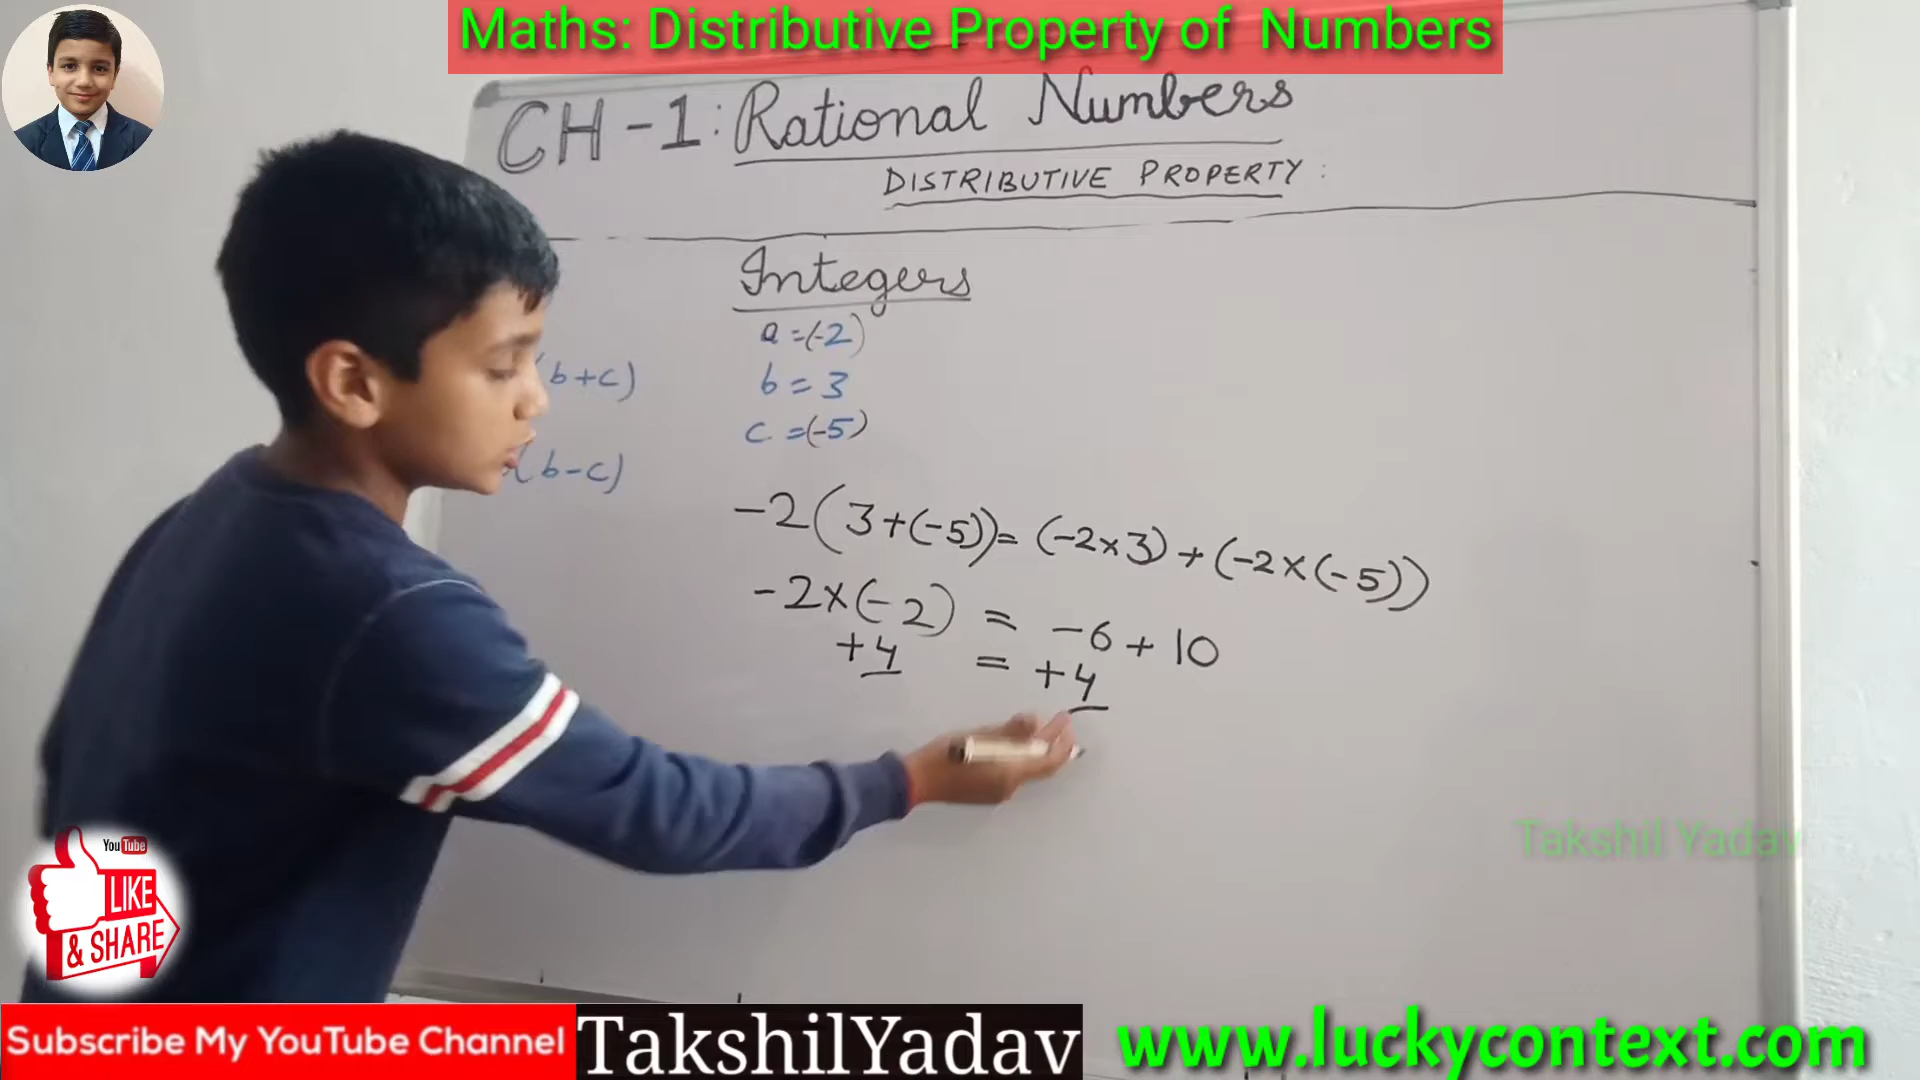 Maths: Distributive Property of Numbers
CH-1: Rational Numbers
DISTRIBUTIVE PROPERTY:
Integers
a=(-2)
b=3
c=(-5)
(b+c)
(b-c)
-2(3+(-5))=(-2×3)+(-2×(-5))
-2×(-2) = -6+10
+4 = +4
Takshil Yadav
YouTube
LIKE
& SHARE
Subscribe My YouTube Channel
TakshilYadav
www.luckycontext.com